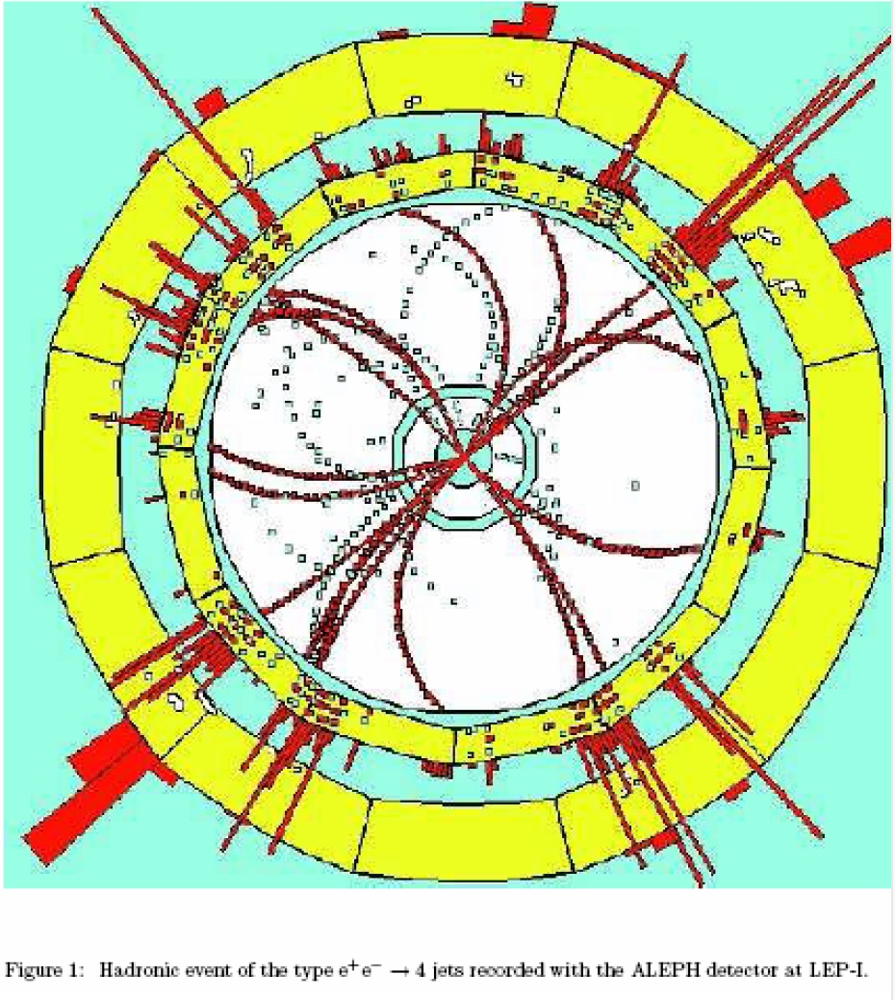 Figure 1: Hadronic event of the type e⁺e⁻ → 4 jets recorded with the ALEPH detector at LEP-I.